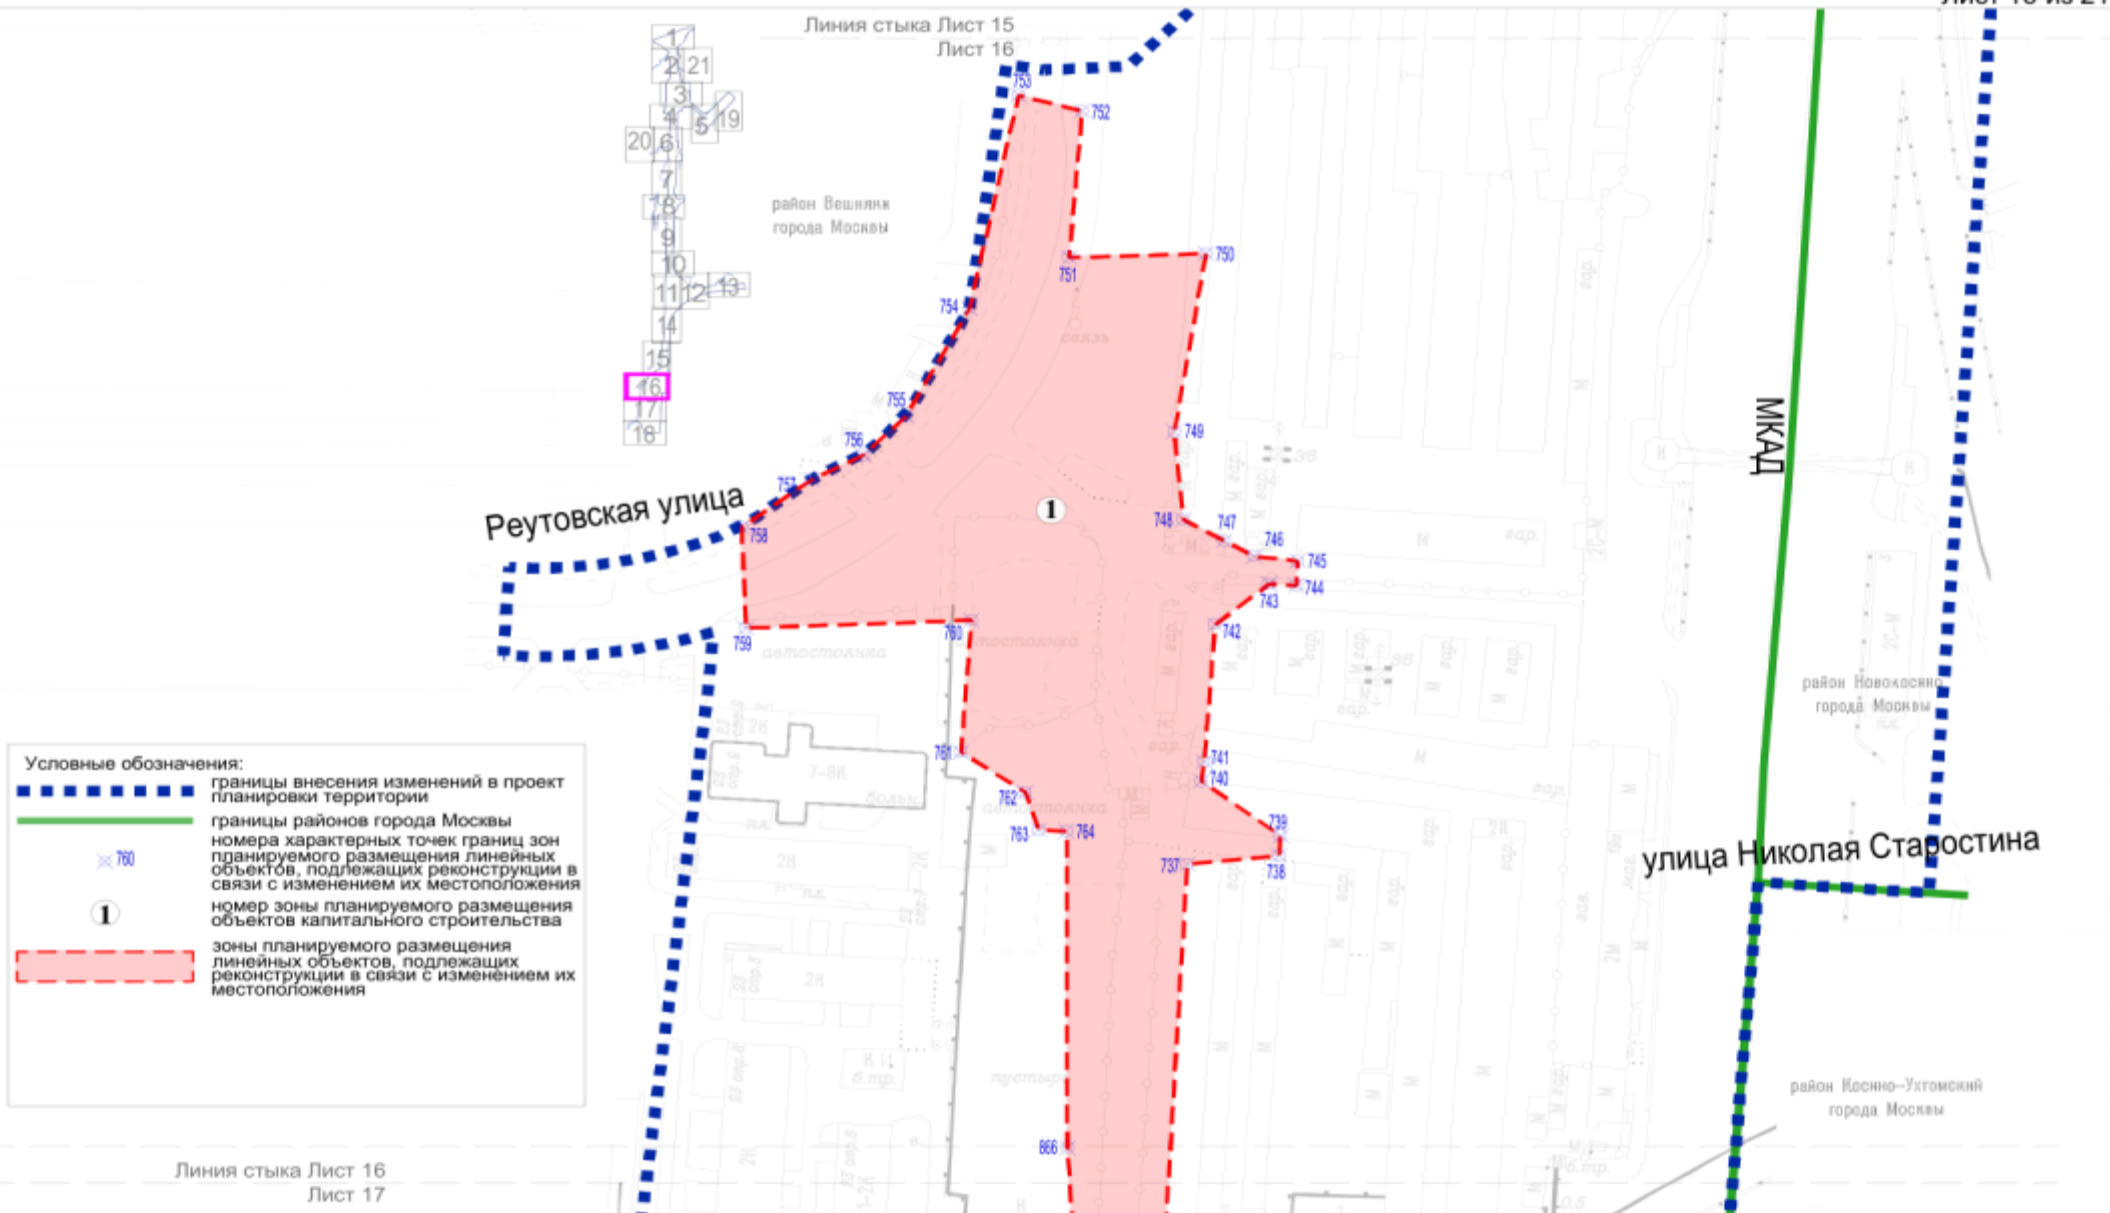 Линия стыка Лист 15
Лист 16
1
2
21
3
4
5
19
20
6
7
8
9
10
11
12
13
14
15
16
17
18
район Вешняки
города Москвы
753
752
751
750
754
связь
749
755
756
757
Реутовская улица
758
748
747
746
745
744
743
742
1
МКАД
759
760
автостоянка
761
741
740
762
763
764
автостоянка
739
738
737
7-8К
2К
2К
район Новокосино
города Москвы
улица Николая Старостина
район Косино-Ухтомский
города Москвы
пустырь
866
Условные обозначения:
границы внесения изменений в проект
планировки территории
границы районов города Москвы
760
номера характерных точек границ зон
планируемого размещения линейных
объектов, подлежащих реконструкции в
связи с изменением их местоположения
1
номер зоны планируемого размещения
объектов капитального строительства
зоны планируемого размещения
линейных объектов, подлежащих
реконструкции в связи с изменением их
местоположения
Линия стыка Лист 16
Лист 17